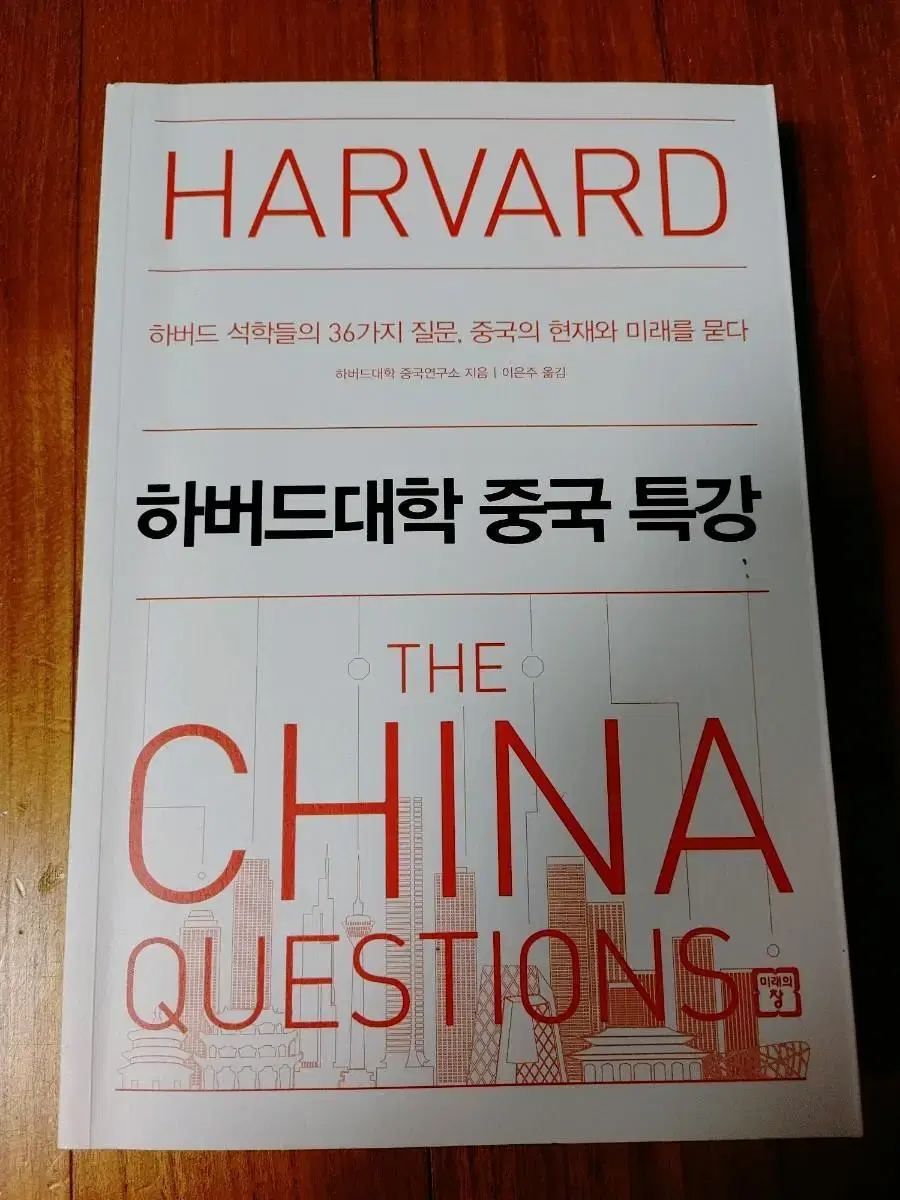 HARVARD
하버드 석학들의 36가지 질문, 중국의 현재와 미래를 묻다
하버드대학 중국연구소 지음 | 이은주 옮김
하버드대학 중국 특강
THE
CHINA
QUESTIONS
미래의
창